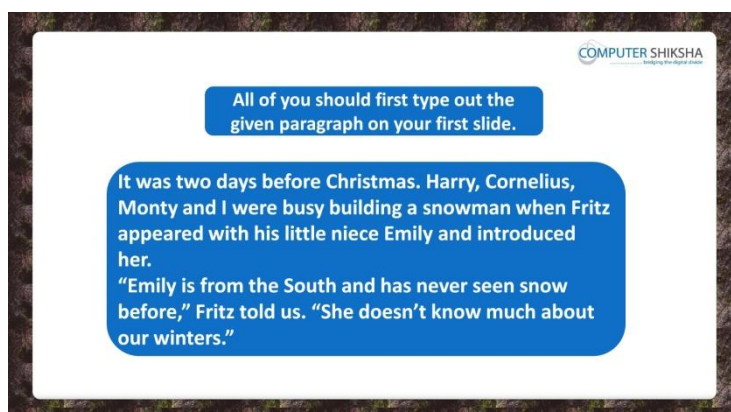 COMPUTER SHIKSHA
bridging the digital divide
All of you should first type out the
given paragraph on your first slide.
It was two days before Christmas. Harry, Cornelius,
Monty and I were busy building a snowman when Fritz
appeared with his little niece Emily and introduced
her.
“Emily is from the South and has never seen snow
before,” Fritz told us. “She doesn’t know much about
our winters.”